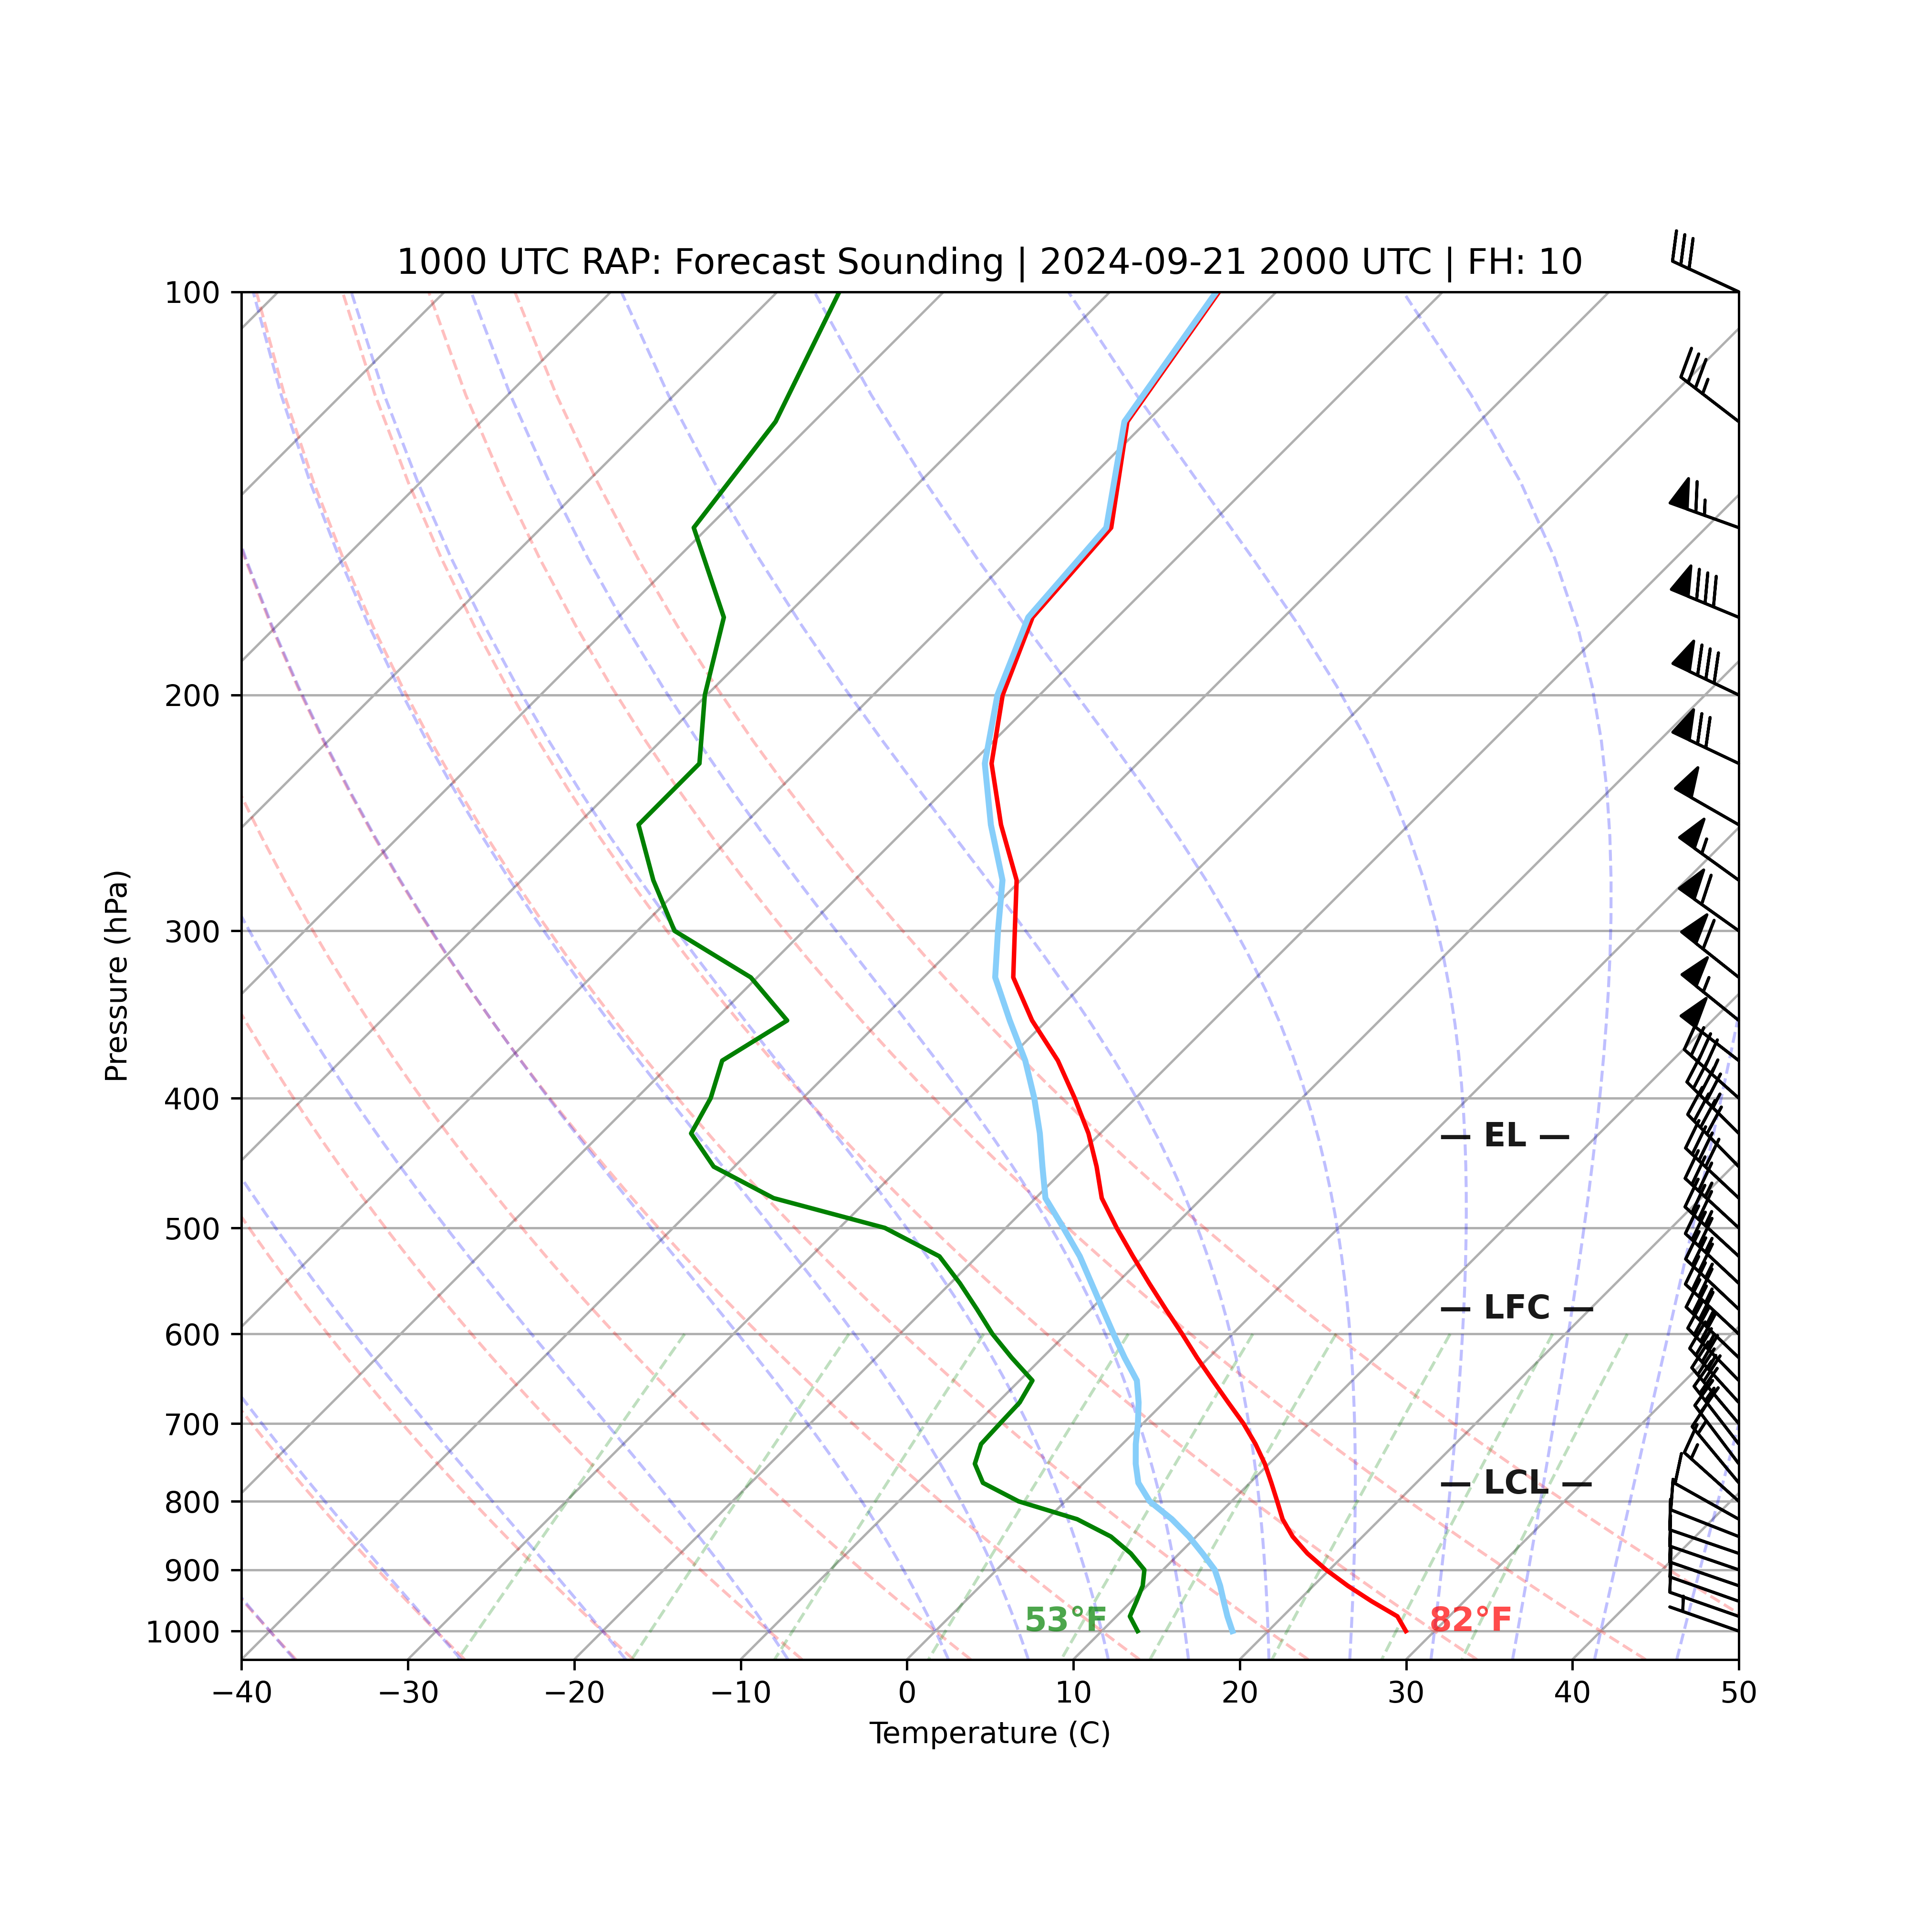 1000 UTC RAP: Forecast Sounding | 2024-09-21 2000 UTC | FH: 10
100
200
300
400
— EL —
500
— LFC —
600
700
— LCL —
800
900
53°F 82°F
1000
Pressure (hPa)
−40 −30 −20 −10 0 10 20 30 40 50
Temperature (C)